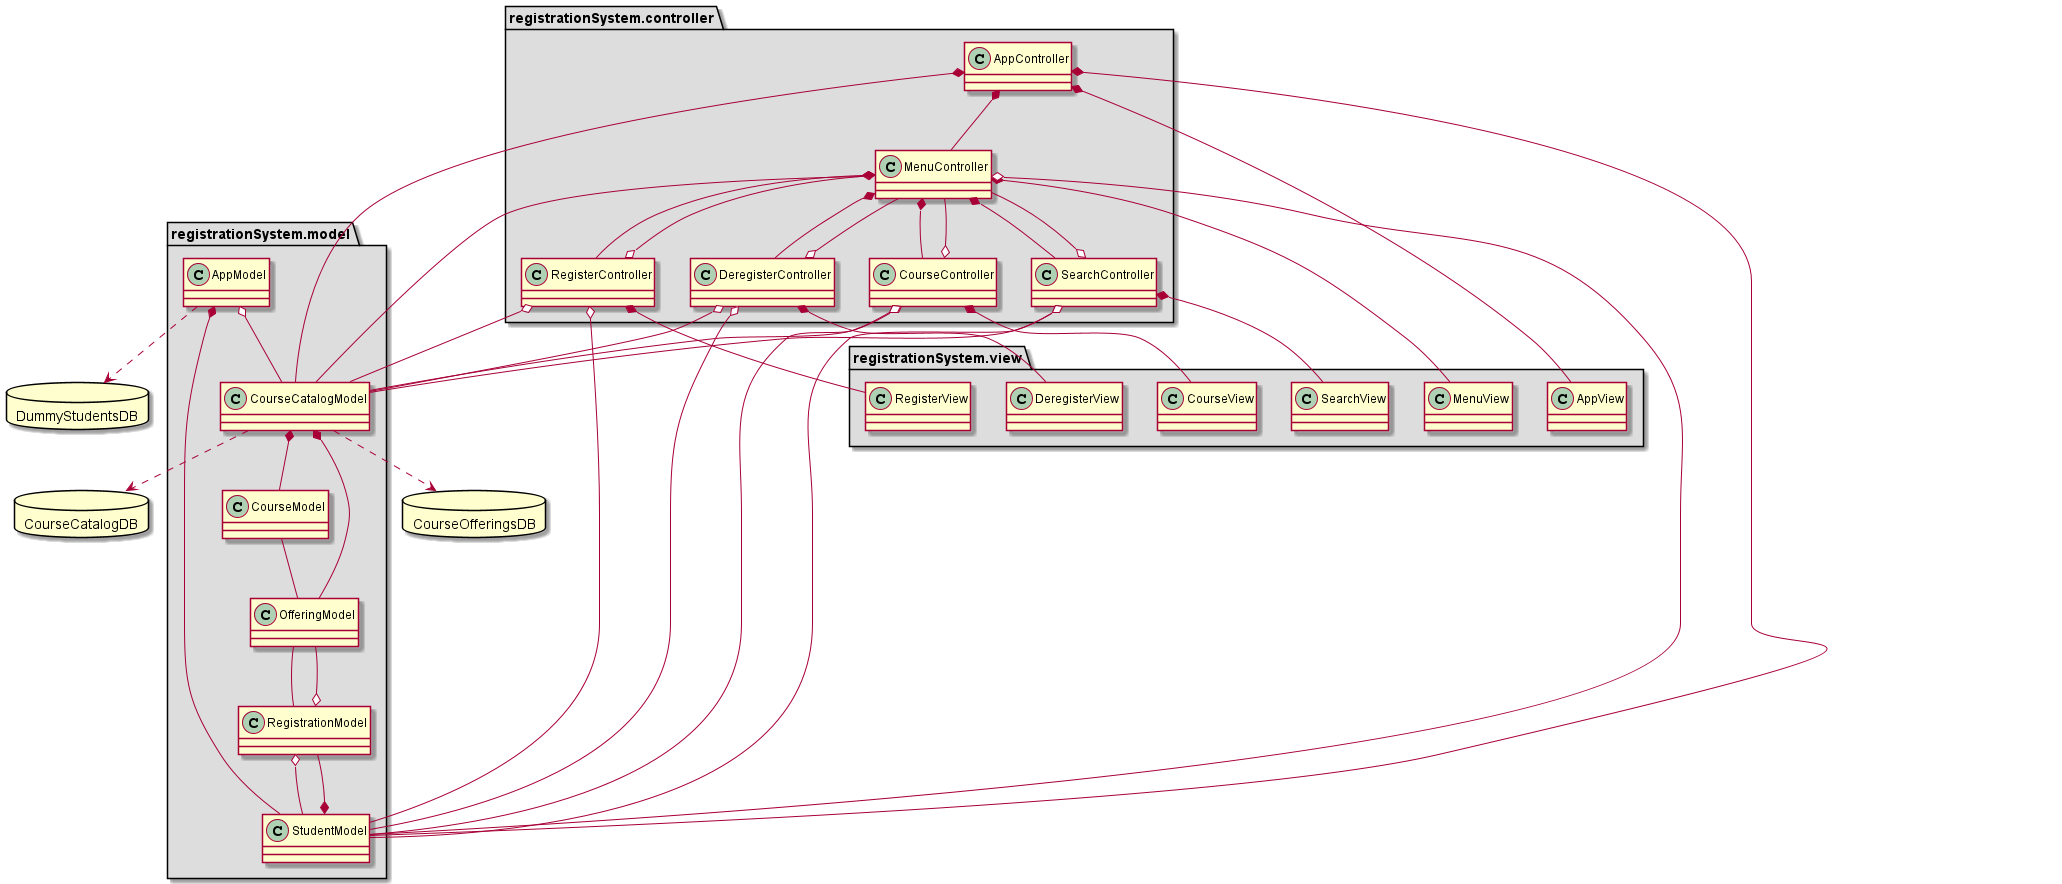 registrationSystem.controller
C AppController
C MenuController
registrationSystem.model
C AppModel
C RegisterController
C DeregisterController
C CourseController
C SearchController
registrationSystem.view
DummyStudentsDB
C CourseCatalogModel
C RegisterView
C DeregisterView
C CourseView
C SearchView
C MenuView
C AppView
CourseCatalogDB
C CourseModel
CourseOfferingsDB
C OfferingModel
C RegistrationModel
C StudentModel